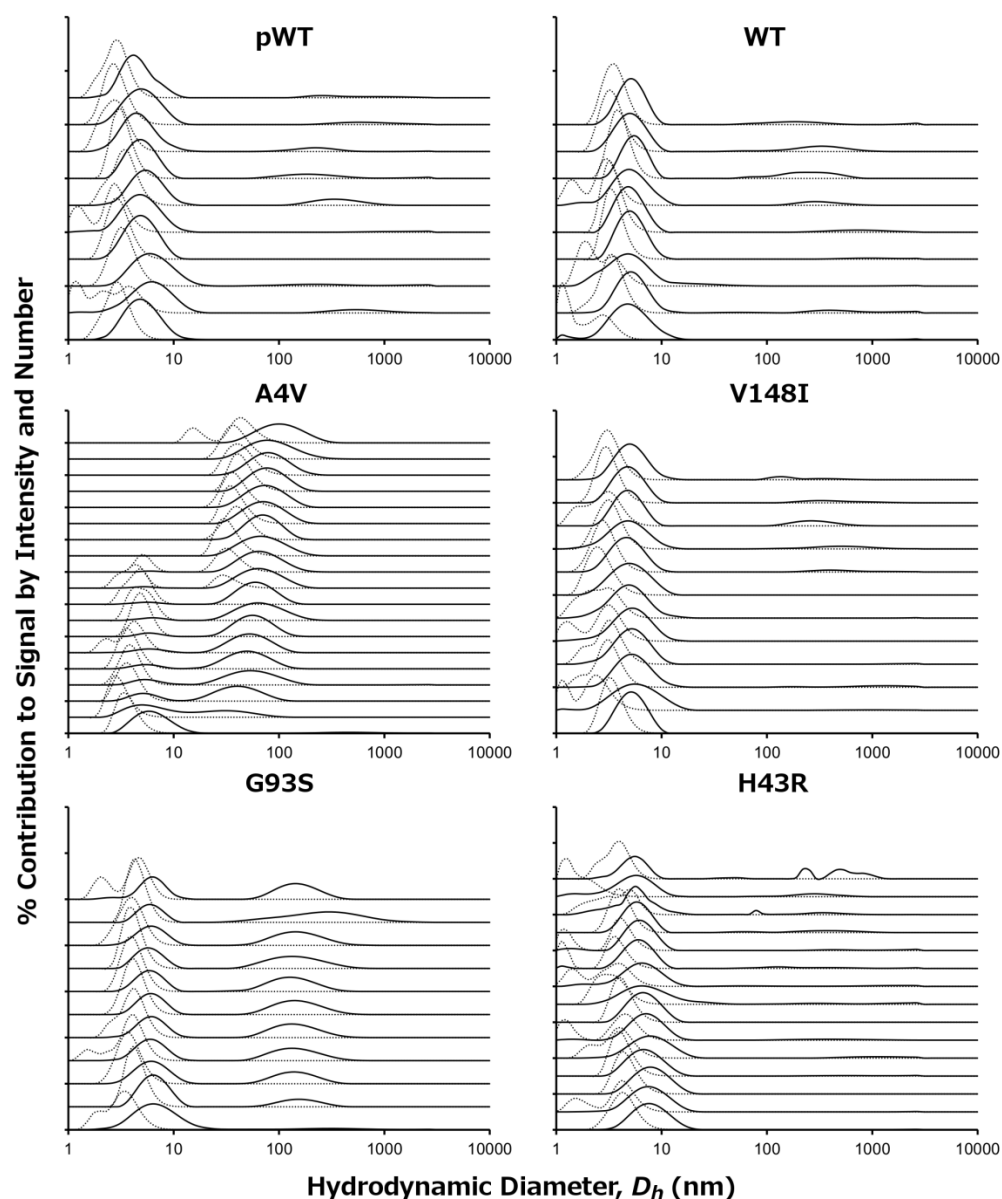 pWT WT
1 10 100 1000 10000 1 10 100 1000 10000
A4V V148I
1 10 100 1000 10000 1 10 100 1000 10000
G93S H43R
1 10 100 1000 10000 1 10 100 1000 10000
% Contribution to Signal by Intensity and Number
Hydrodynamic Diameter, Dh (nm)